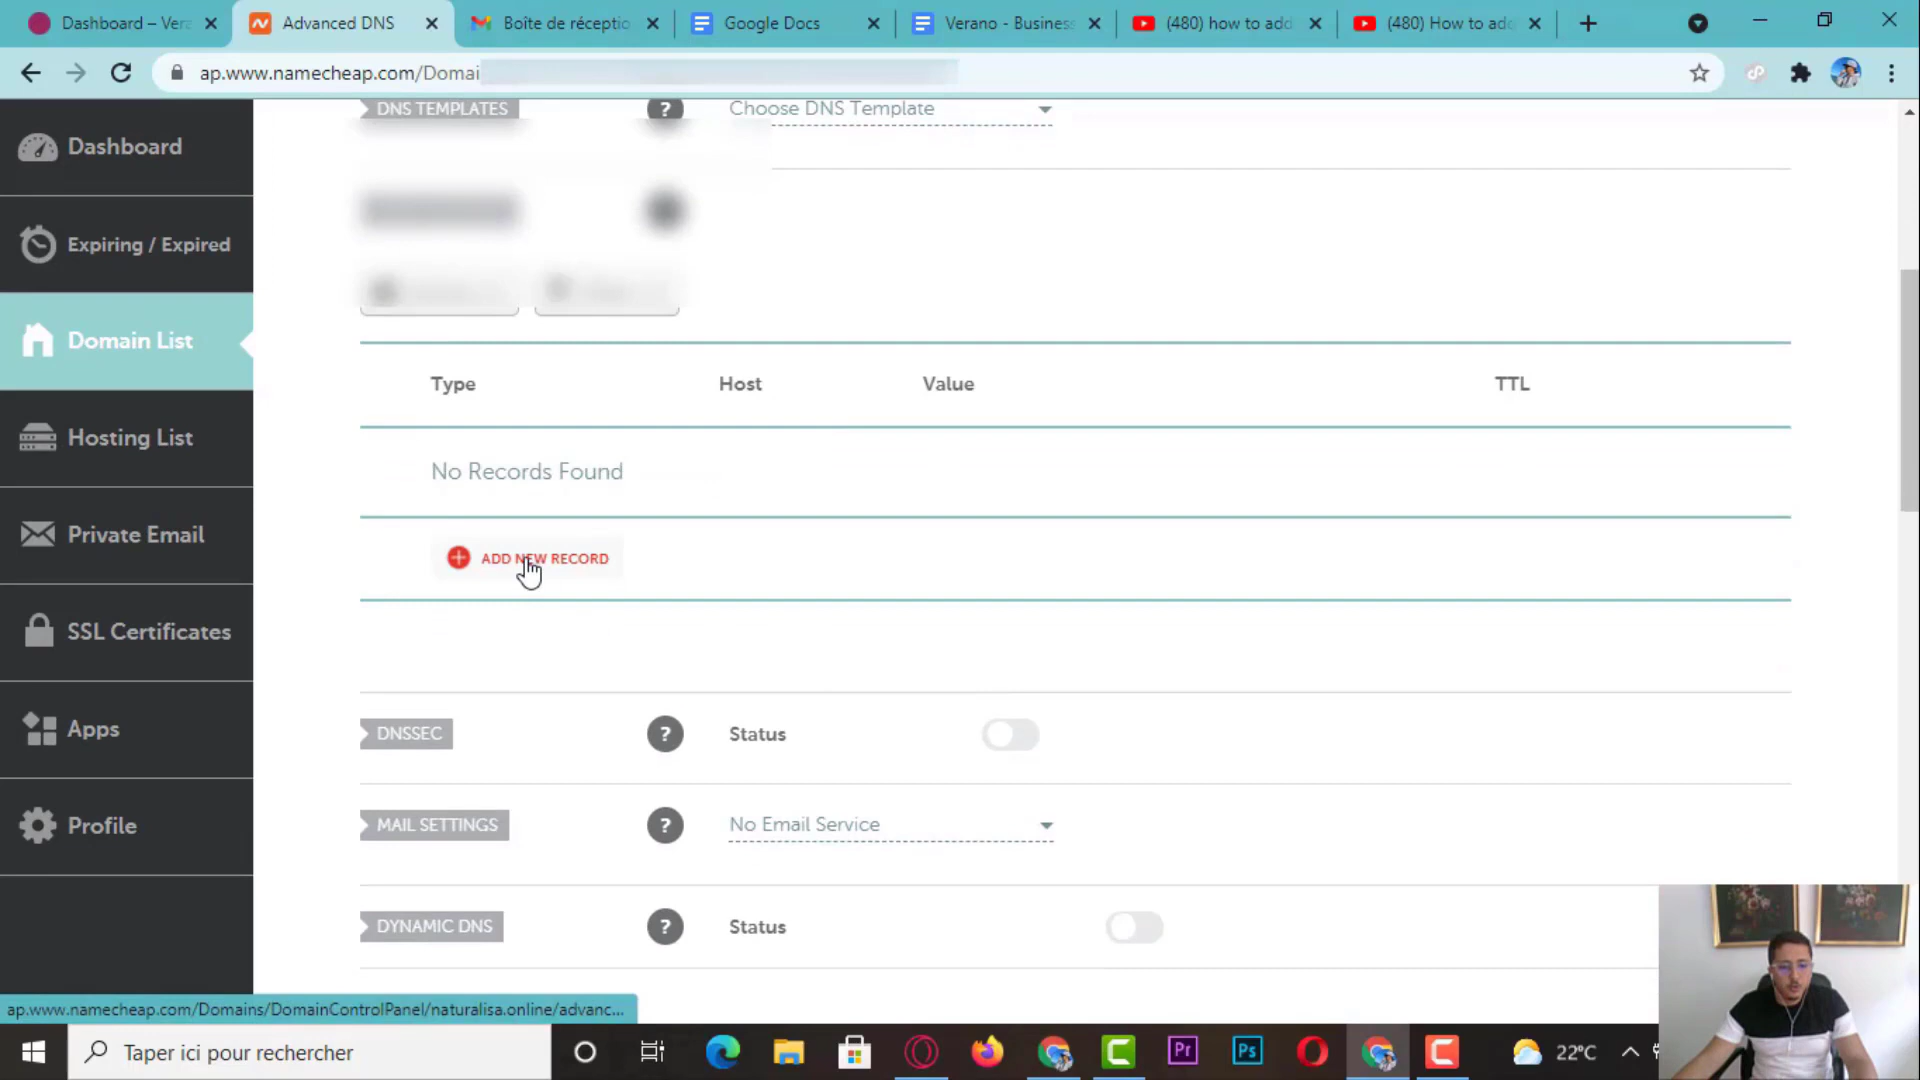 Dashboard – Vera
Advanced DNS
Boîte de réceptio
Google Docs
Verano - Business
(480) how to add
(480) How to add
ap.www.namecheap.com/Domai
Dashboard
Expiring / Expired
Domain List
Hosting List
Private Email
SSL Certificates
Apps
Profile
DNS TEMPLATES
?
Choose DNS Template
Type
Host
Value
TTL
No Records Found
ADD NEW RECORD
DNSSEC
?
Status
MAIL SETTINGS
?
No Email Service
DYNAMIC DNS
?
Status
ap.www.namecheap.com/Domains/DomainControlPanel/naturalisa.online/advanc...
Taper ici pour rechercher
Pr
Ps
22°C